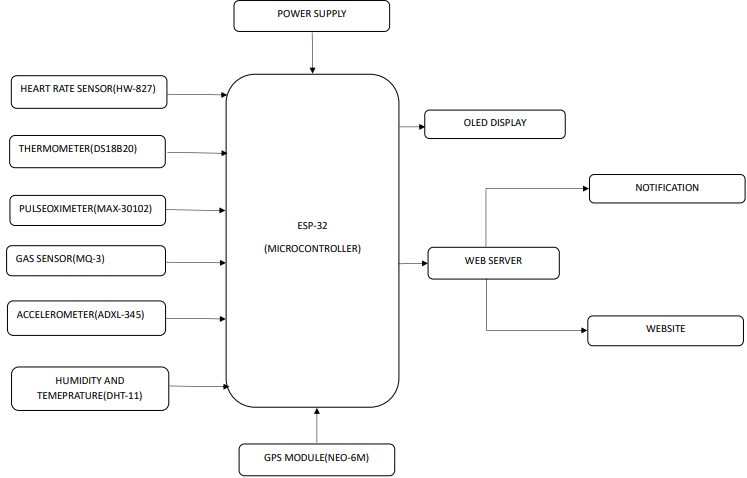 POWER SUPPLY
HEART RATE SENSOR(HW-827)
THERMOMETER(DS18B20)
PULSEOXIMETER(MAX-30102)
GAS SENSOR(MQ-3)
ACCELEROMETER(ADXL-345)
HUMIDITY AND
TEMEPRATURE(DHT-11)
ESP-32
(MICROCONTROLLER)
GPS MODULE(NEO-6M)
OLED DISPLAY
WEB SERVER
NOTIFICATION
WEBSITE